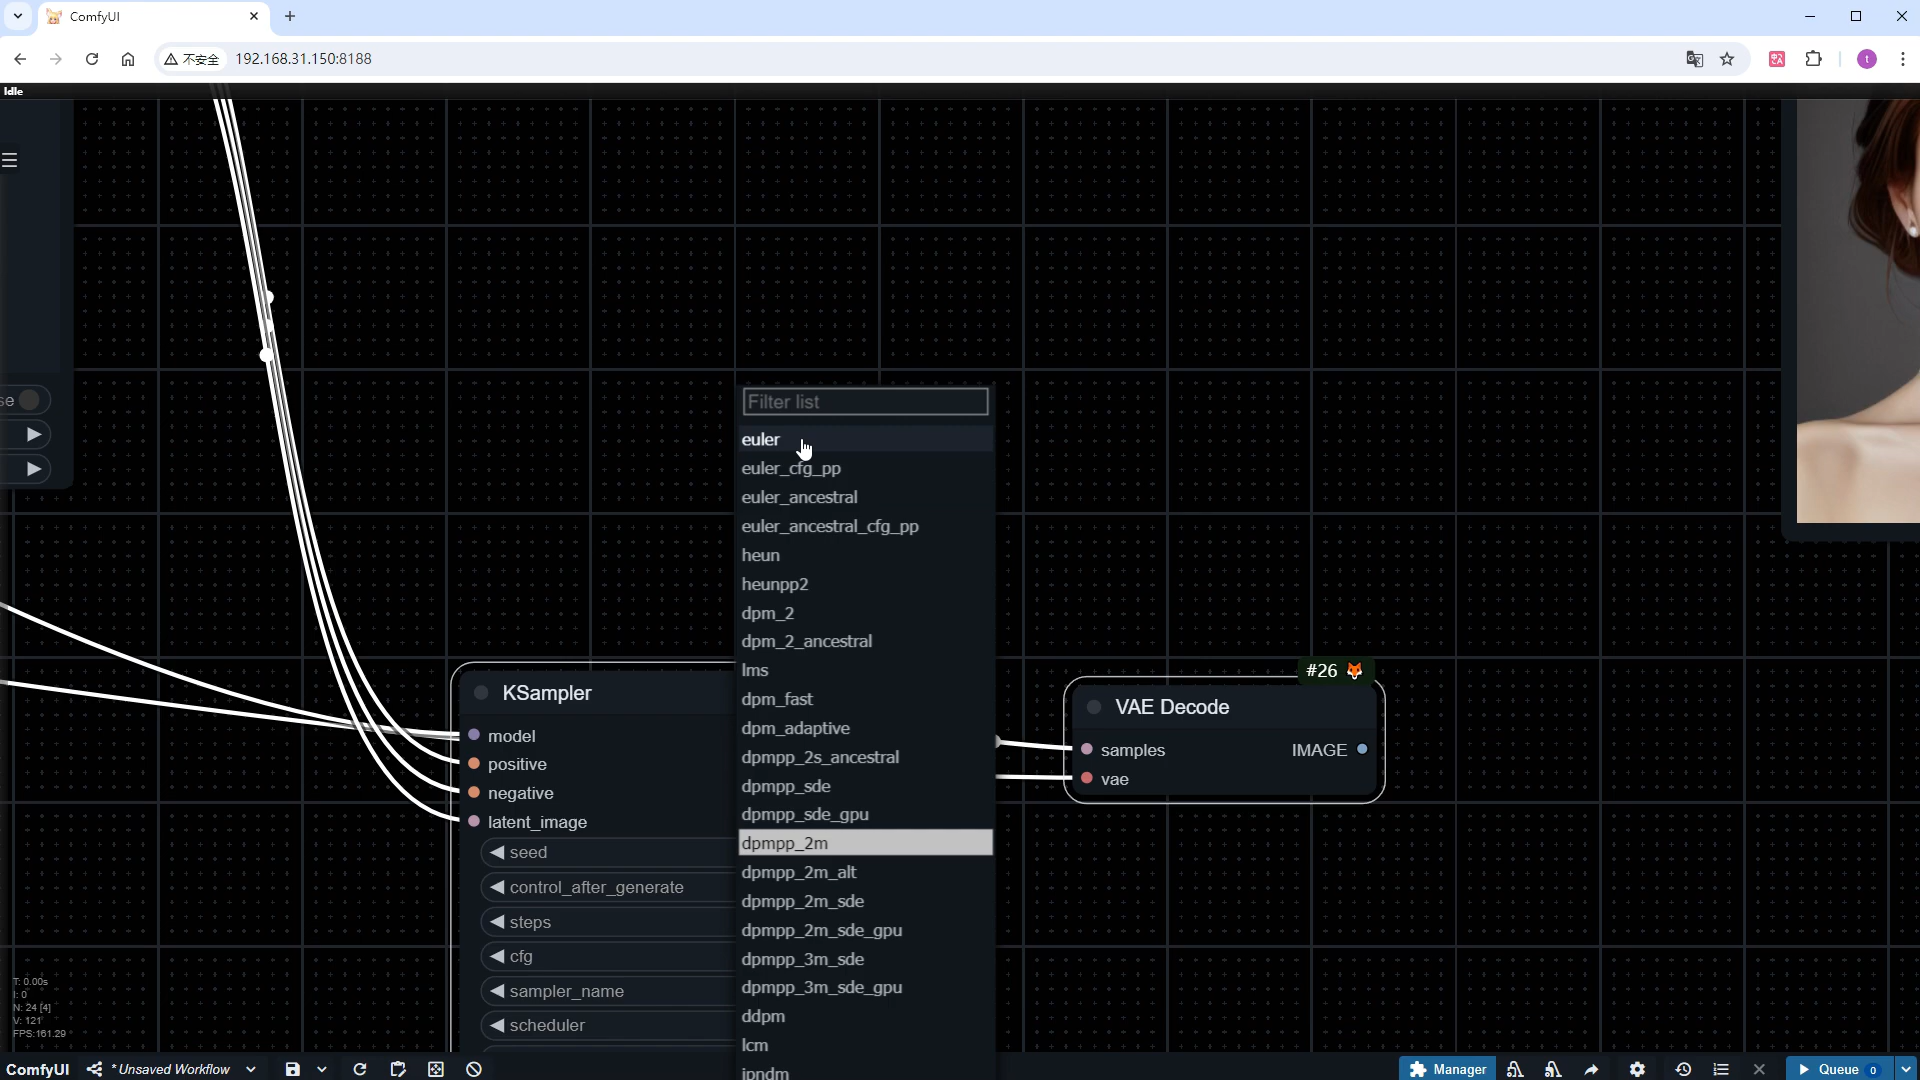 ComfyUI
不安全
192.168.31.150:8188
t
Idle
se
Filter list
euler
euler_cfg_pp
euler_ancestral
euler_ancestral_cfg_pp
heun
heunpp2
dpm_2
dpm_2_ancestral
lms
dpm_fast
dpm_adaptive
dpmpp_2s_ancestral
dpmpp_sde
dpmpp_sde_gpu
dpmpp_2m
dpmpp_2m_alt
dpmpp_2m_sde
dpmpp_2m_sde_gpu
dpmpp_3m_sde
dpmpp_3m_sde_gpu
ddpm
lcm
ipndm
KSampler
model
positive
negative
latent_image
seed
control_after_generate
steps
cfg
sampler_name
scheduler
#26
VAE Decode
samples IMAGE
vae
T: 0.00s
I: 0
N: 24 [4]
V: 121
FPS:161.29
ComfyUI
* Unsaved Workflow
Manager
Queue 0